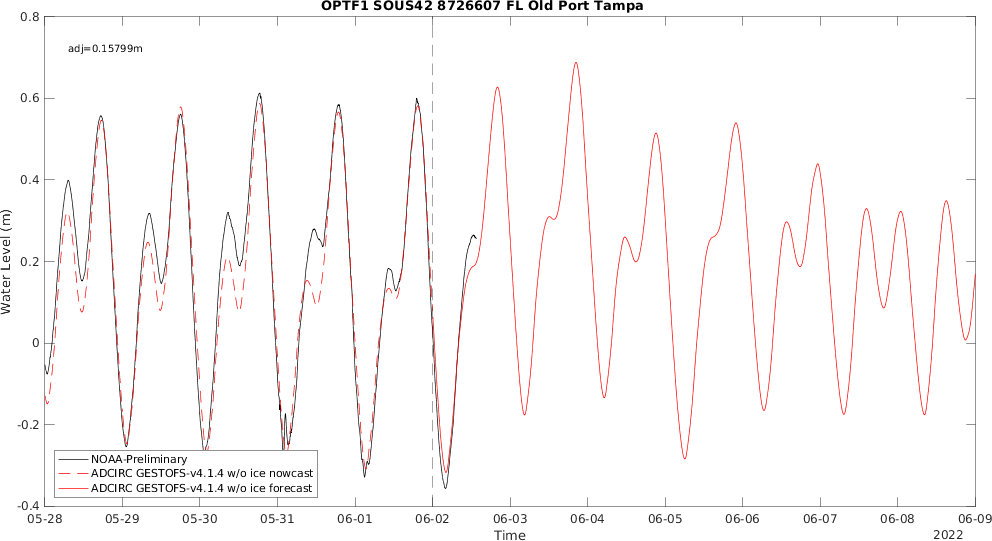 OPTF1 SOUS42 8726607 FL Old Port Tampa
adj=0.15799m
0.8
0.6
0.4
0.2
0
-0.2
-0.4
Water Level (m)
NOAA-Preliminary
ADCIRC GESTOFS-v4.1.4 w/o ice nowcast
ADCIRC GESTOFS-v4.1.4 w/o ice forecast
05-28 05-29 05-30 05-31 06-01 06-02 06-03 06-04 06-05 06-06 06-07 06-08 06-09
Time
2022